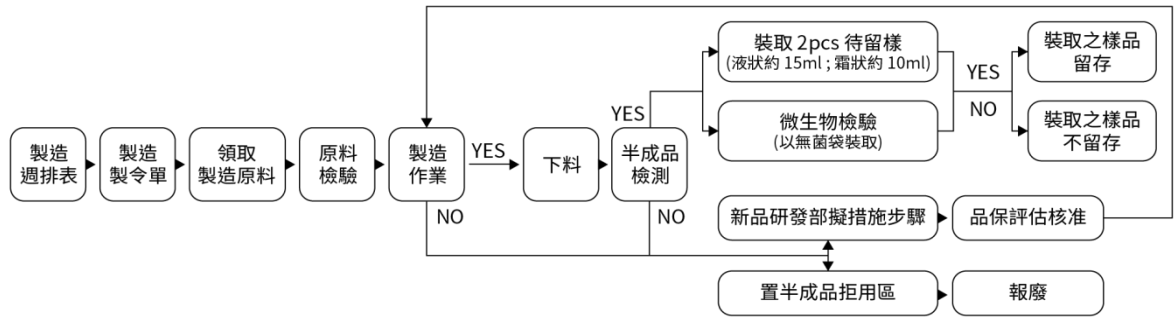 製造
週排表
製造
製令單
領取
製造原料
原料
檢驗
製造
作業
YES
NO
下料
半成品
檢測
YES
NO
裝取 2pcs 待留樣
(液狀約 15ml ; 霜狀約 10ml)
微生物檢驗
(以無菌袋裝取)
YES
NO
裝取之樣品
留存
裝取之樣品
不留存
新品研發部擬措施步驟
品保評估核准
置半成品拒用區
報廢